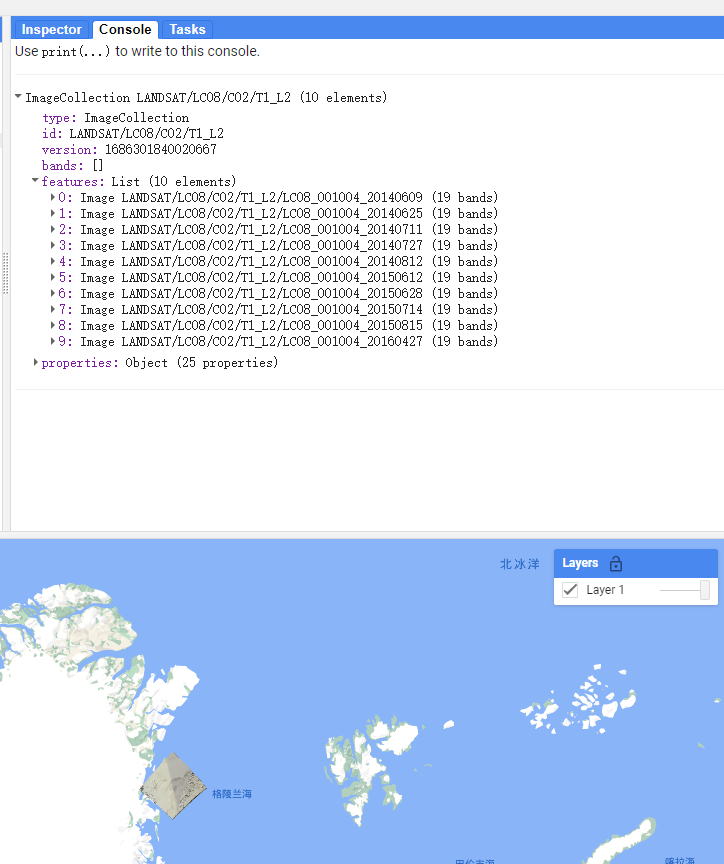 Inspector Console Tasks
Use print(...) to write to this console.
ImageCollection LANDSAT/LC08/C02/T1_L2 (10 elements)
type: ImageCollection
id: LANDSAT/LC08/C02/T1_L2
version: 1686301840020667
bands: []
features: List (10 elements)
0: Image LANDSAT/LC08/C02/T1_L2/LC08_001004_20140609 (19 bands)
1: Image LANDSAT/LC08/C02/T1_L2/LC08_001004_20140625 (19 bands)
2: Image LANDSAT/LC08/C02/T1_L2/LC08_001004_20140711 (19 bands)
3: Image LANDSAT/LC08/C02/T1_L2/LC08_001004_20140727 (19 bands)
4: Image LANDSAT/LC08/C02/T1_L2/LC08_001004_20140812 (19 bands)
5: Image LANDSAT/LC08/C02/T1_L2/LC08_001004_20150612 (19 bands)
6: Image LANDSAT/LC08/C02/T1_L2/LC08_001004_20150628 (19 bands)
7: Image LANDSAT/LC08/C02/T1_L2/LC08_001004_20150714 (19 bands)
8: Image LANDSAT/LC08/C02/T1_L2/LC08_001004_20150815 (19 bands)
9: Image LANDSAT/LC08/C02/T1_L2/LC08_001004_20160427 (19 bands)
properties: Object (25 properties)
北冰洋
Layers
Layer 1
格陵兰海